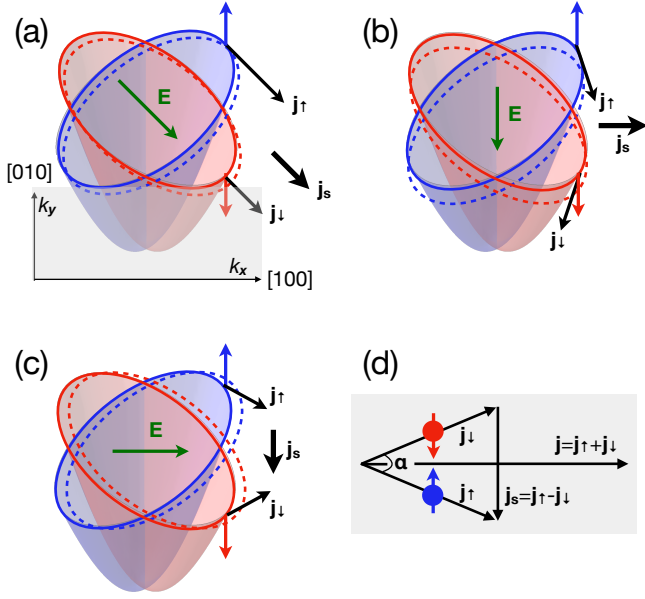 (a)
E
j↑
j↓
js
[010]
ky
kx
[100]
(b)
E
j↑
js
j↓
(c)
E
j↑
js
j↓
(d)
α
j↓
j↑
j=j↑+j↓
js=j↑-j↓